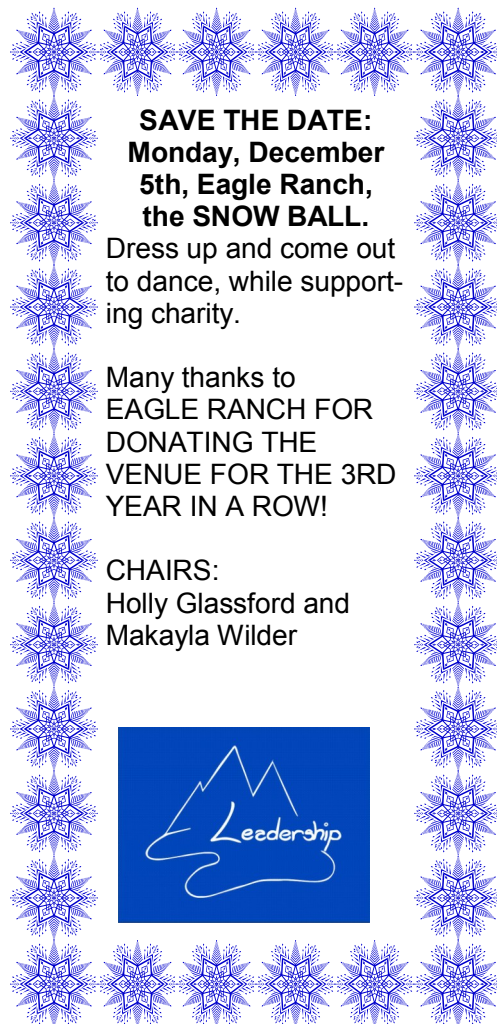 SAVE THE DATE:
Monday, December
5th, Eagle Ranch,
the SNOW BALL.
Dress up and come out
to dance, while support-
ing charity.
Many thanks to
EAGLE RANCH FOR
DONATING THE
VENUE FOR THE 3RD
YEAR IN A ROW!
CHAIRS:
Holly Glassford and
Makayla Wilder
Leadership